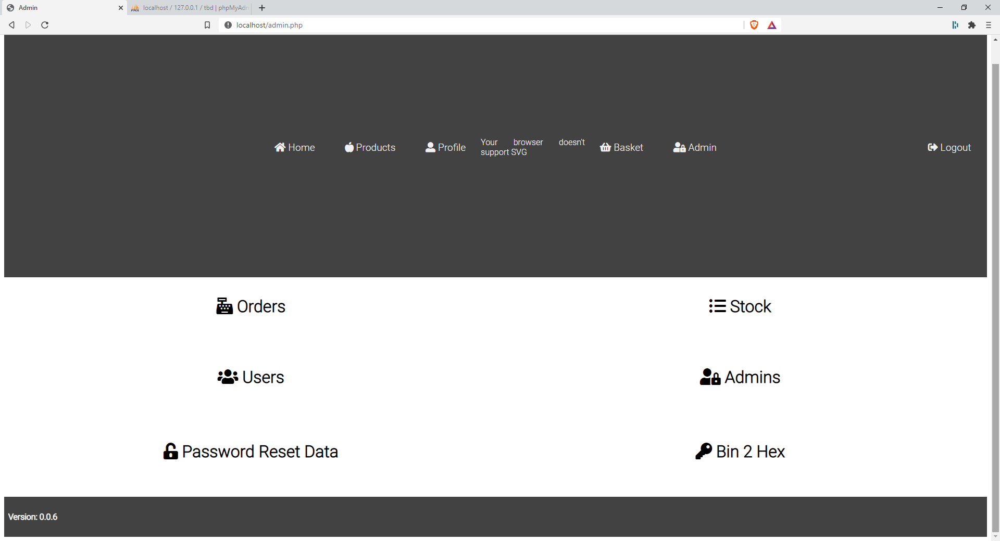 Admin
localhost / 127.0.0.1 / tbd | phpMyAdm
localhost/admin.php
Home Products Profile Your browser doesn't support SVG Basket Admin Logout
Orders Stock
Users Admins
Password Reset Data Bin 2 Hex
Version: 0.0.6